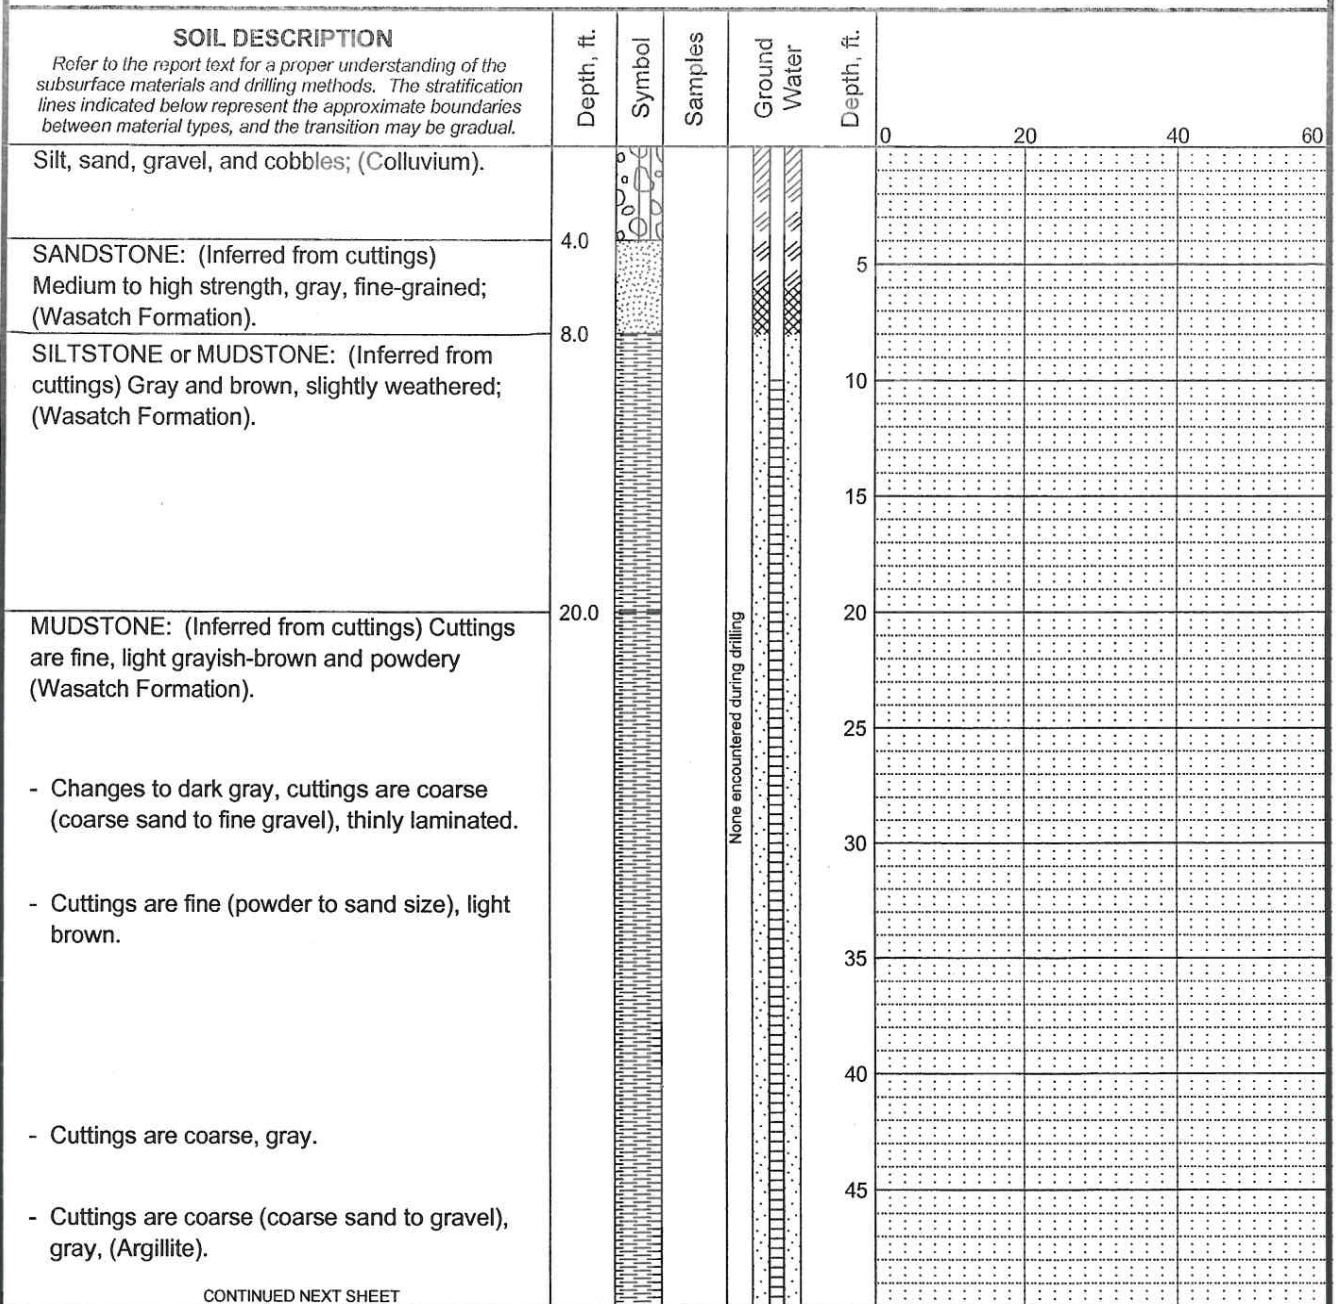 SOIL DESCRIPTION
Refer to the report text for a proper understanding of the
subsurface materials and drilling methods. The stratification
lines indicated below represent the approximate boundaries
between material types, and the transition may be gradual.
Depth, ft.
Symbol
Samples
Ground
Water
Depth, ft.
0 20 40 60
Silt, sand, gravel, and cobbles; (Colluvium).
4.0
SANDSTONE: (Inferred from cuttings)
Medium to high strength, gray, fine-grained;
(Wasatch Formation).
5
8.0
SILTSTONE or MUDSTONE: (Inferred from
cuttings) Gray and brown, slightly weathered;
(Wasatch Formation).
10
15
20.0
20
MUDSTONE: (Inferred from cuttings) Cuttings
are fine, light grayish-brown and powdery
(Wasatch Formation).
None encountered during drilling
25
- Changes to dark gray, cuttings are coarse
(coarse sand to fine gravel), thinly laminated.
30
- Cuttings are fine (powder to sand size), light
brown.
35
40
- Cuttings are coarse, gray.
45
- Cuttings are coarse (coarse sand to gravel),
gray, (Argillite).
CONTINUED NEXT SHEET